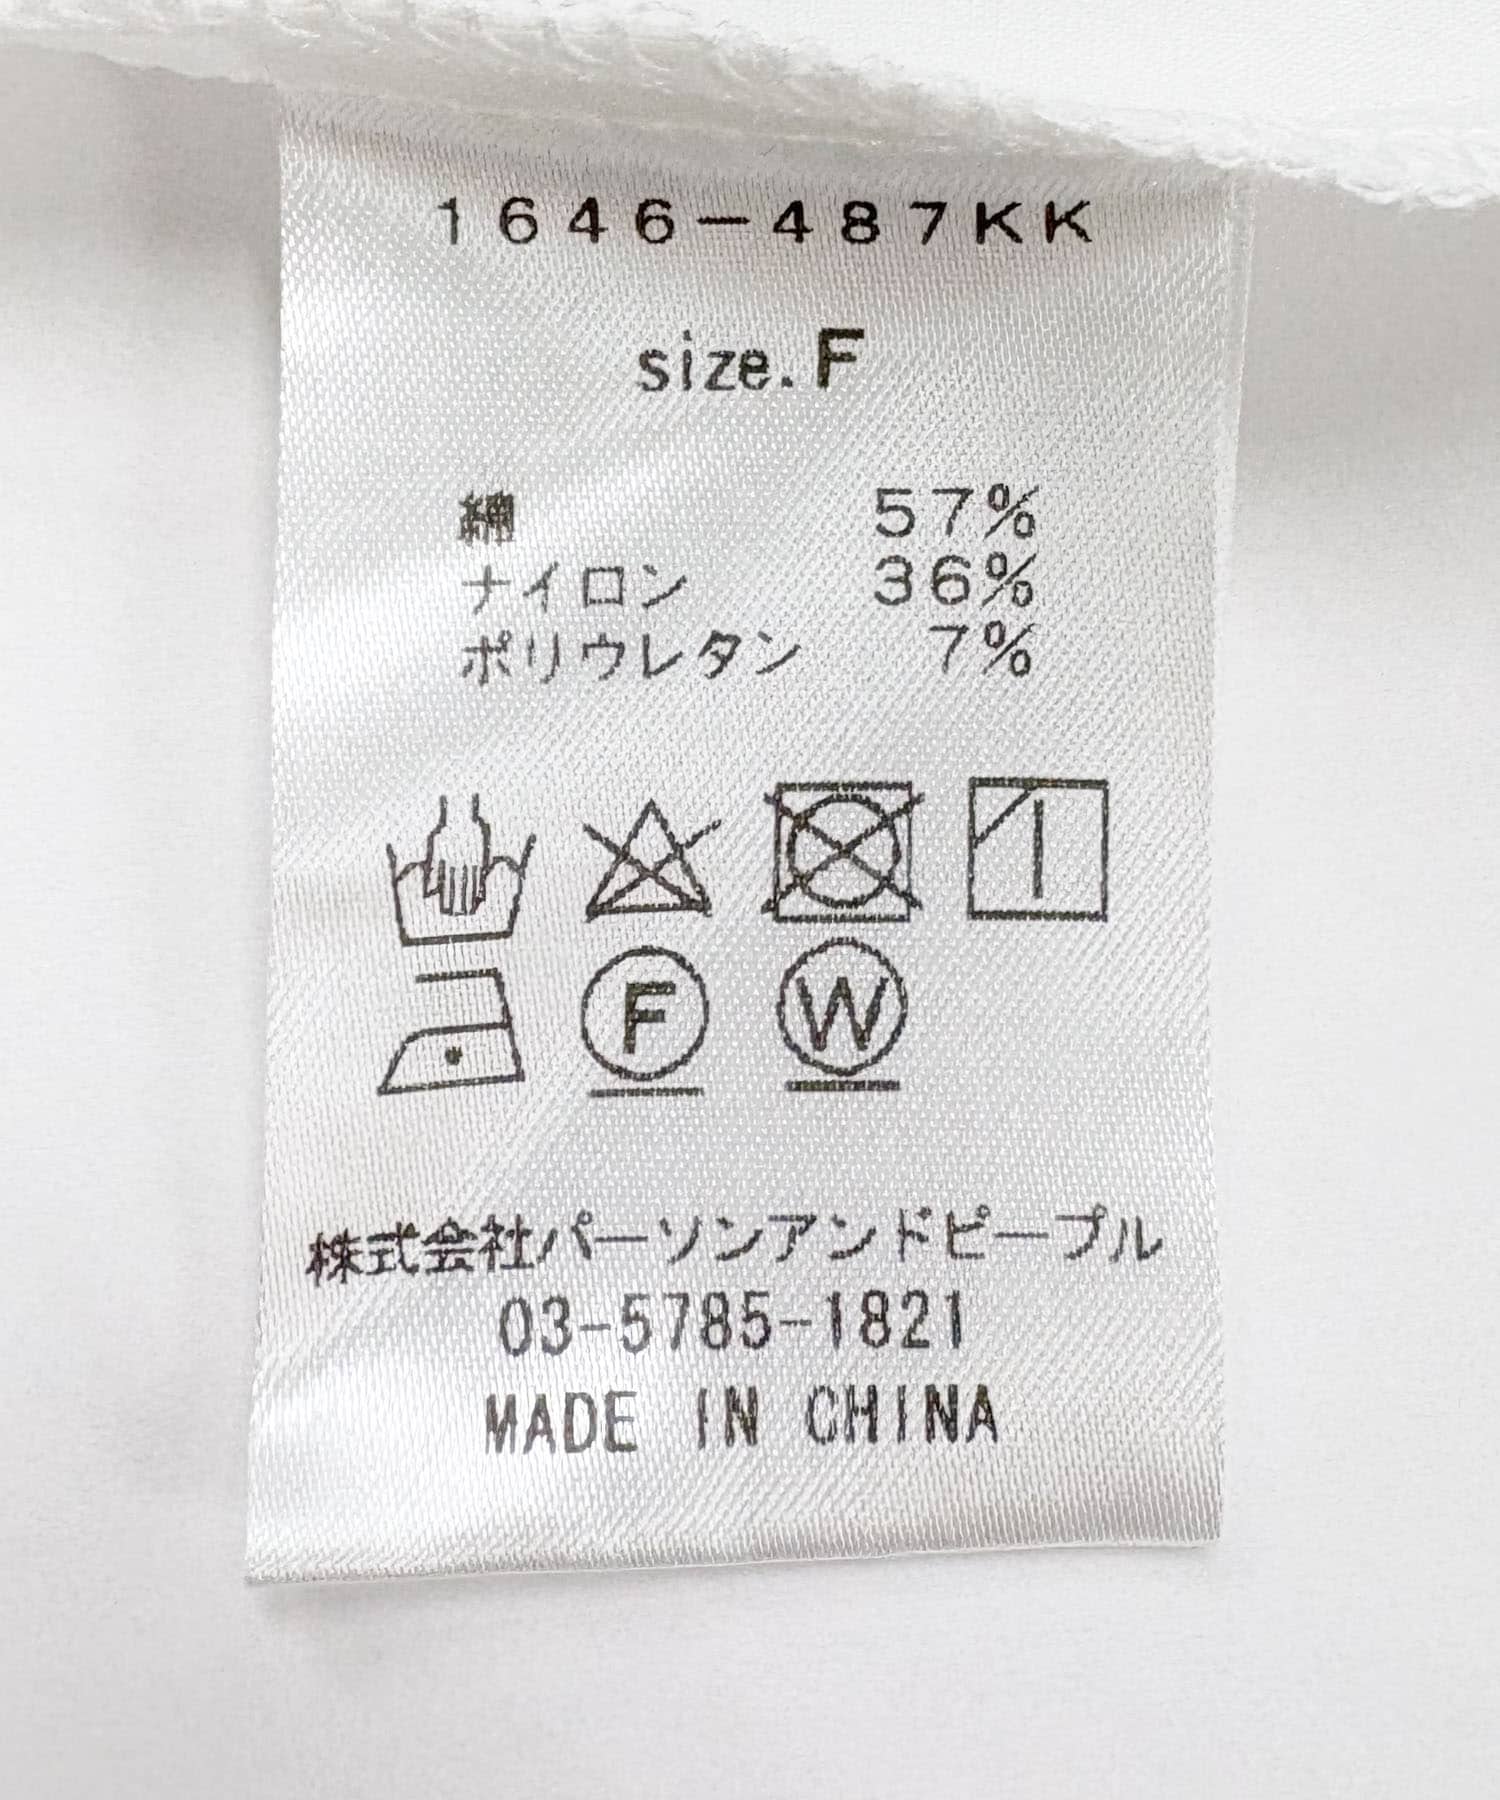 1646-487KK
size.F
綿 57%
ナイロン 36%
ポリウレタン 7%
F W
株式会社パーソンアンドピープル
03-5785-1821
MADE IN CHINA